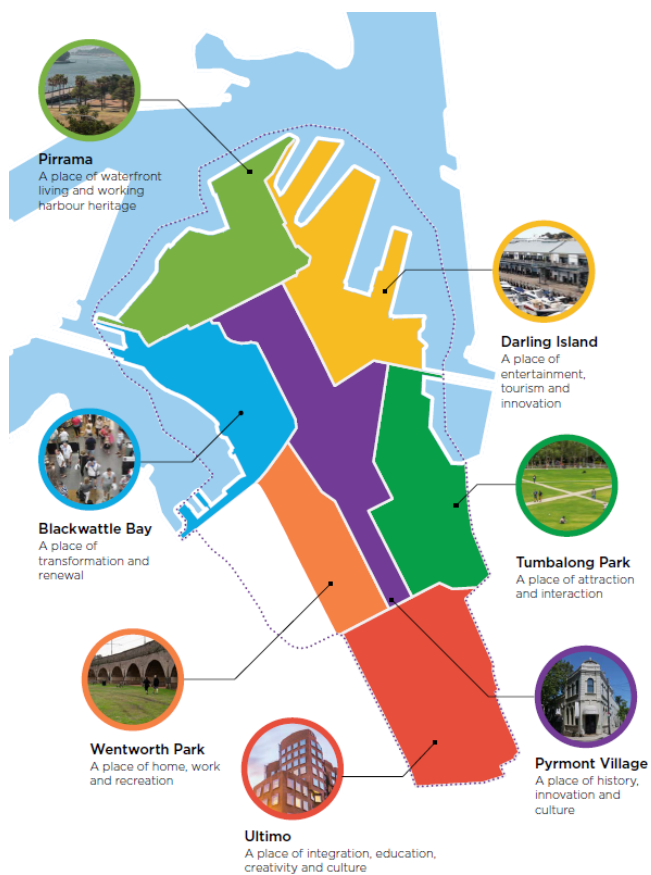 Pirrama
A place of waterfront
living and working
harbour heritage
Darling Island
A place of
entertainment,
tourism and
innovation
Blackwattle Bay
A place of
transformation and
renewal
Tumbalong Park
A place of attraction
and interaction
Wentworth Park
A place of home, work
and recreation
Pyrmont Village
A place of history,
innovation and
culture
Ultimo
A place of integration, education,
creativity and culture